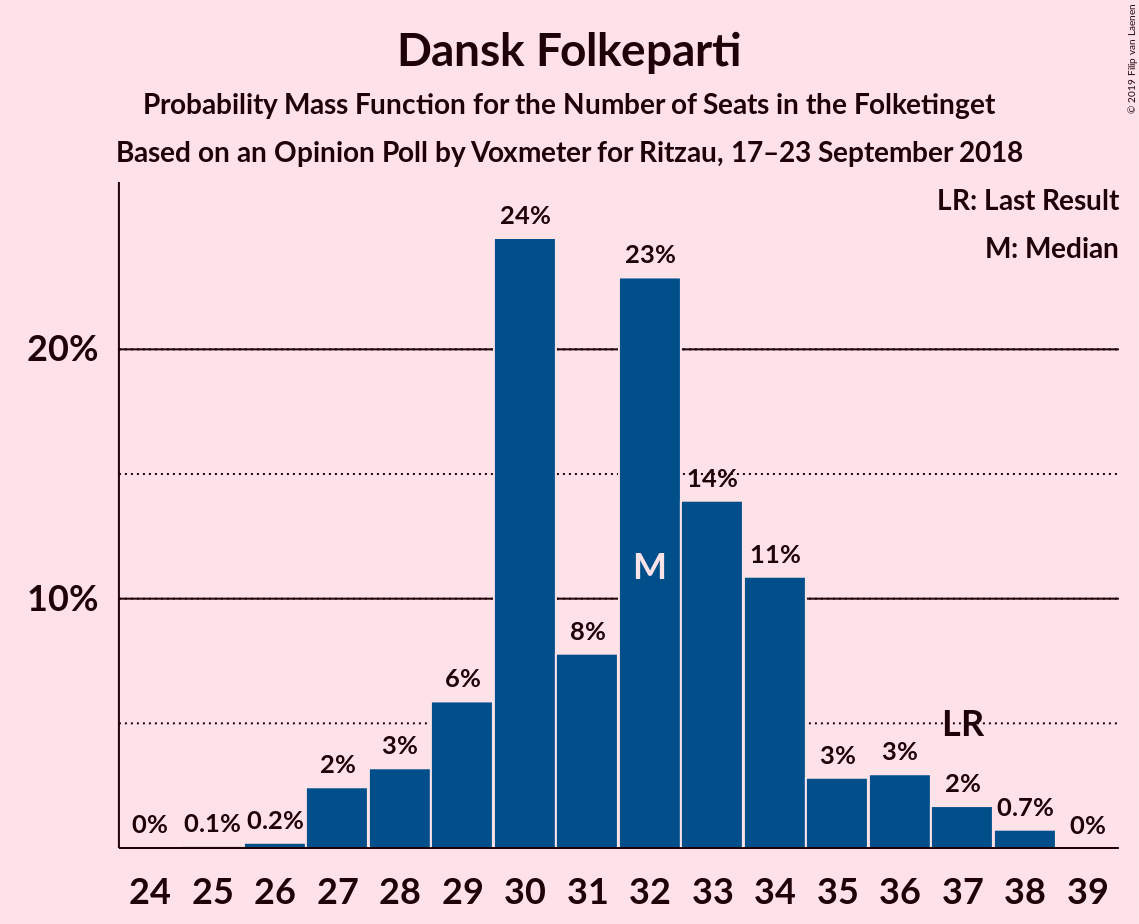 Dansk Folkeparti
Probability Mass Function for the Number of Seats in the Folketinget
Based on an Opinion Poll by Voxmeter for Ritzau, 17–23 September 2018
© 2019 Filip van Laenen
LR: Last Result
M: Median
20%
10%
0%
0.1%
0.2%
2%
3%
6%
24%
8%
23%
14%
11%
3%
3%
2%
0.7%
0%
M
LR
24 25 26 27 28 29 30 31 32 33 34 35 36 37 38 39